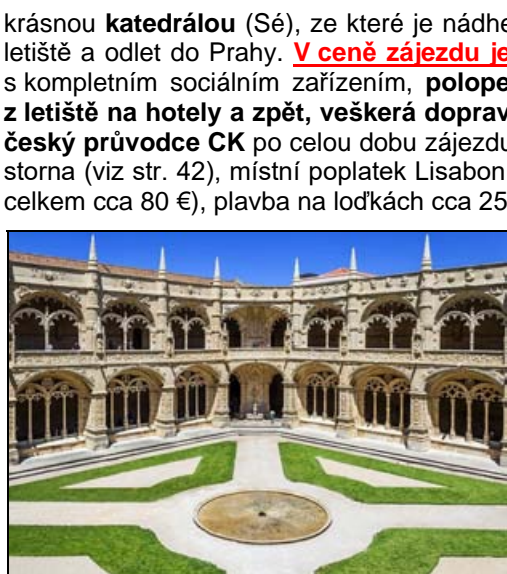 krásnou katedrálou (Sé), ze které je nádhe
letiště a odlet do Prahy. V ceně zájezdu je
s kompletním sociálním zařízením, polope
z letiště na hotely a zpět, veškerá doprav
český průvodce CK po celou dobu zájezdu
storna (viz str. 42), místní poplatek Lisabon
celkem cca 80 €), plavba na loďkách cca 25